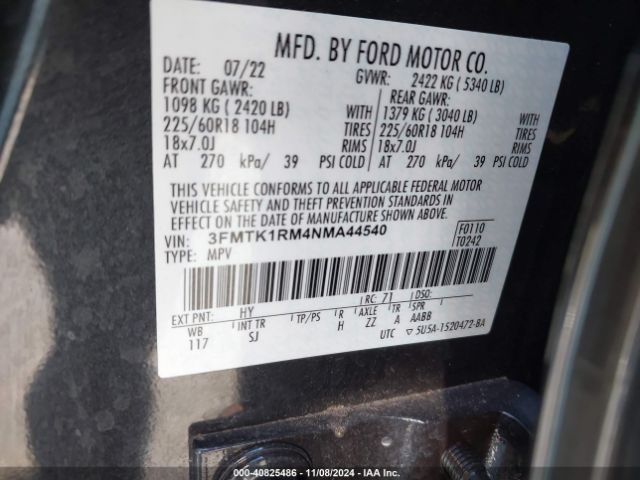 MFD. BY FORD MOTOR CO.
DATE: 07/22 GVWR: 2422 KG ( 5340 LB)
FRONT GAWR: REAR GAWR:
1098 KG ( 2420 LB) WITH 1379 KG ( 3040 LB) WITH
225/60R18 104H TIRES 225/60R18 104H TIRES
18x7.0J RIMS 18x7.0J RIMS
AT 270 kPa/ 39 PSI COLD AT 270 kPa/ 39 PSI COLD
THIS VEHICLE CONFORMS TO ALL APPLICABLE FEDERAL MOTOR
VEHICLE SAFETY AND THEFT PREVENTION STANDARDS IN
EFFECT ON THE DATE OF MANUFACTURE SHOWN ABOVE.
VIN: 3FMTK1RM4NMA44540 F0110
TYPE: MPV T0242
RC: 71 DSO:
EXT PNT: HY
WB INT TR TP/PS R AXLE TR SPR
117 SJ H ZZ A AABB
UTC ▽5U5A-1520472-BA
000-40825486 - 11/08/2024 - IAA Inc.